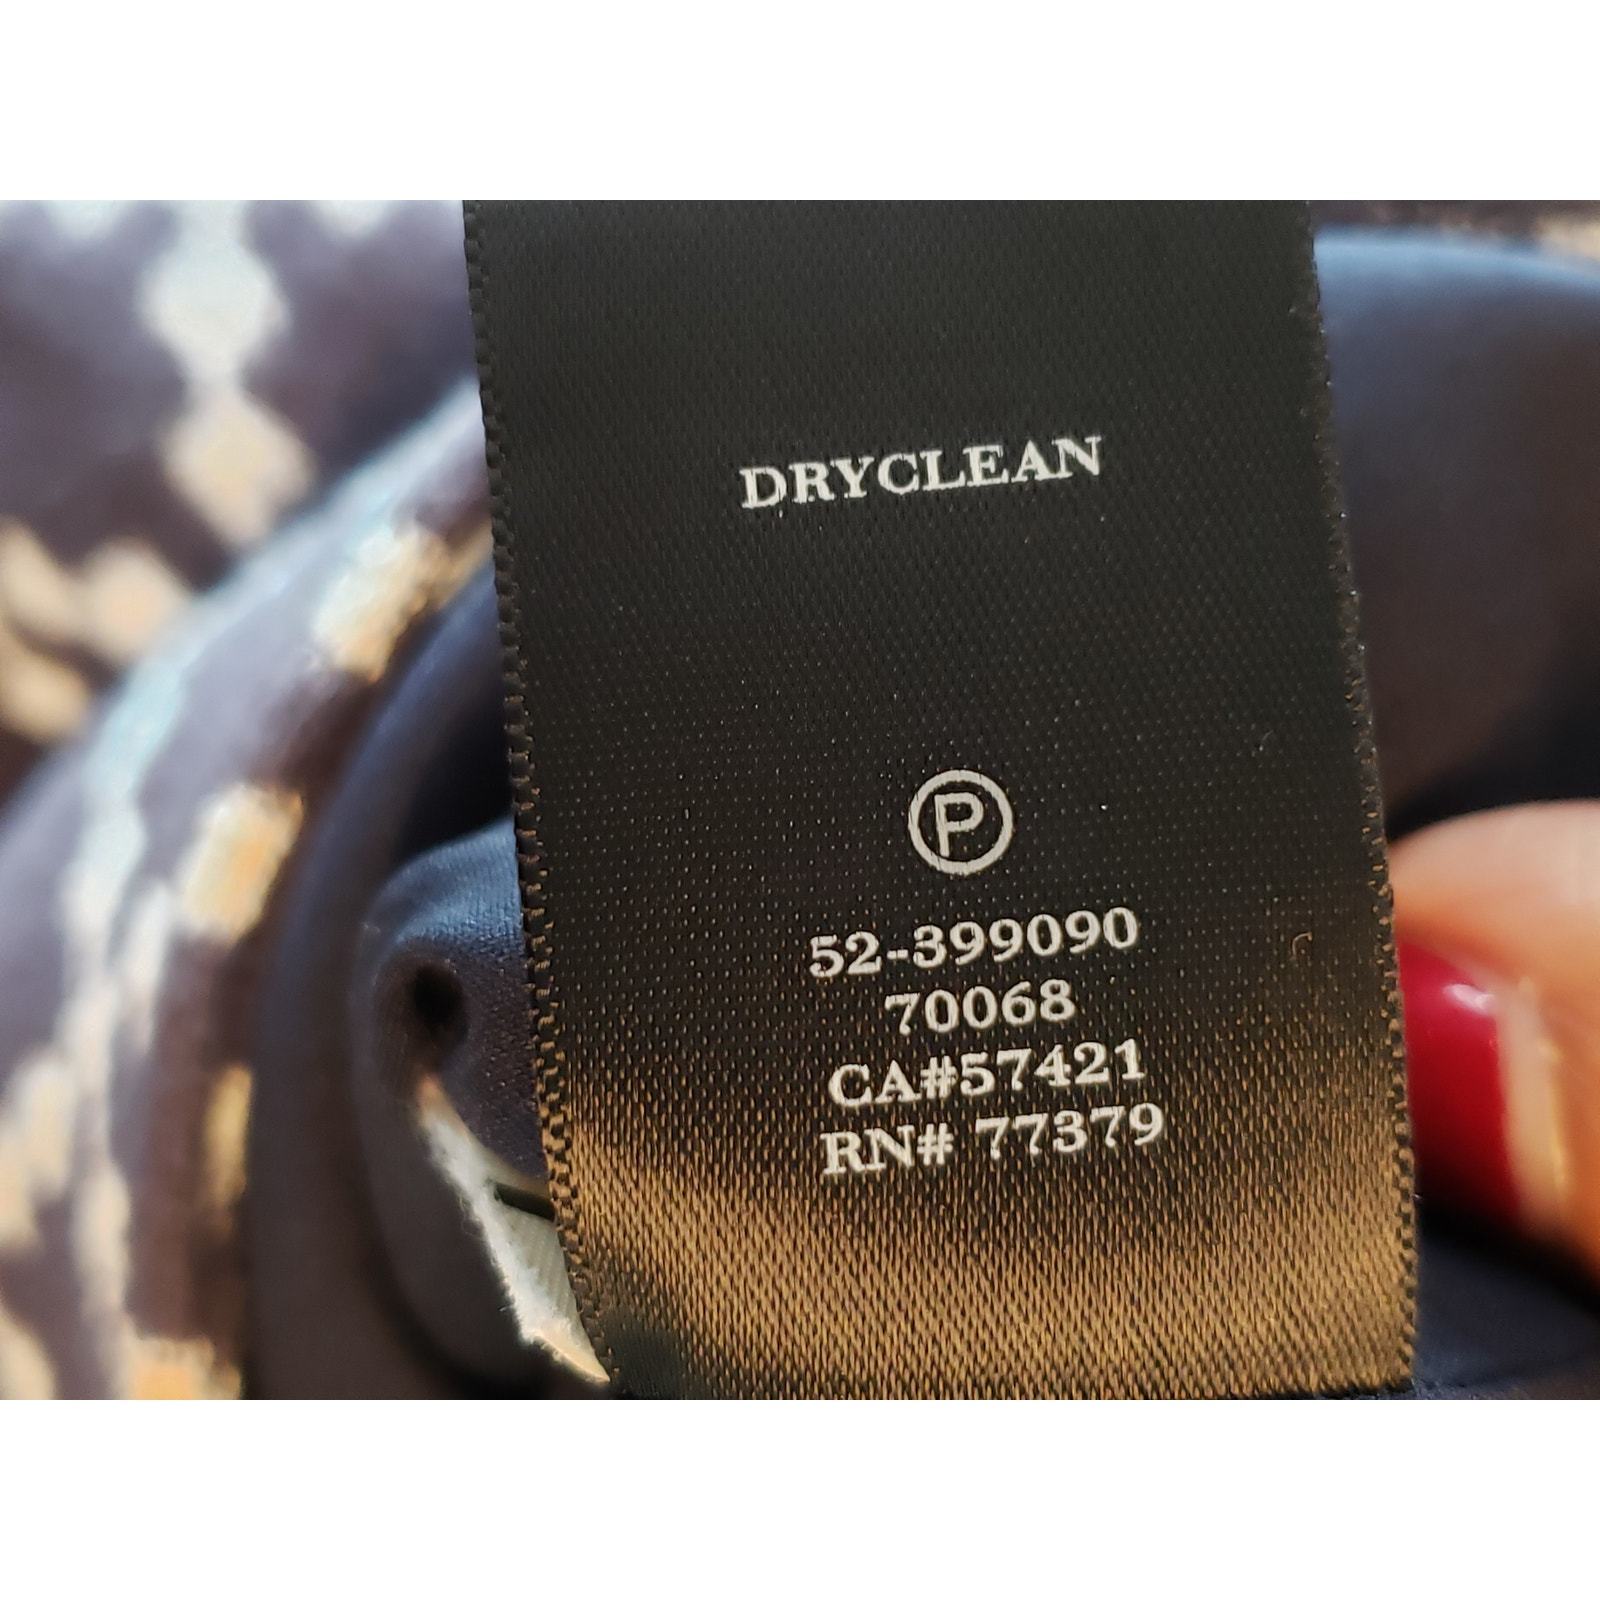 DRYCLEAN
P
52-399090
70068
CA#57421
RN# 77379